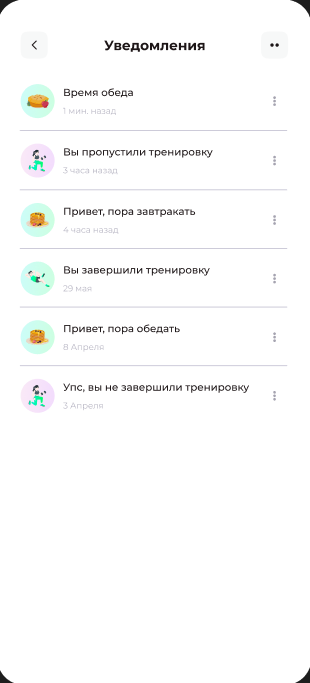 Уведомления
Время обеда
1 мин. назад
Вы пропустили тренировку
3 часа назад
Привет, пора завтракать
4 часа назад
Вы завершили тренировку
29 мая
Привет, пора обедать
8 Апреля
Упс, вы не завершили тренировку
3 Апреля